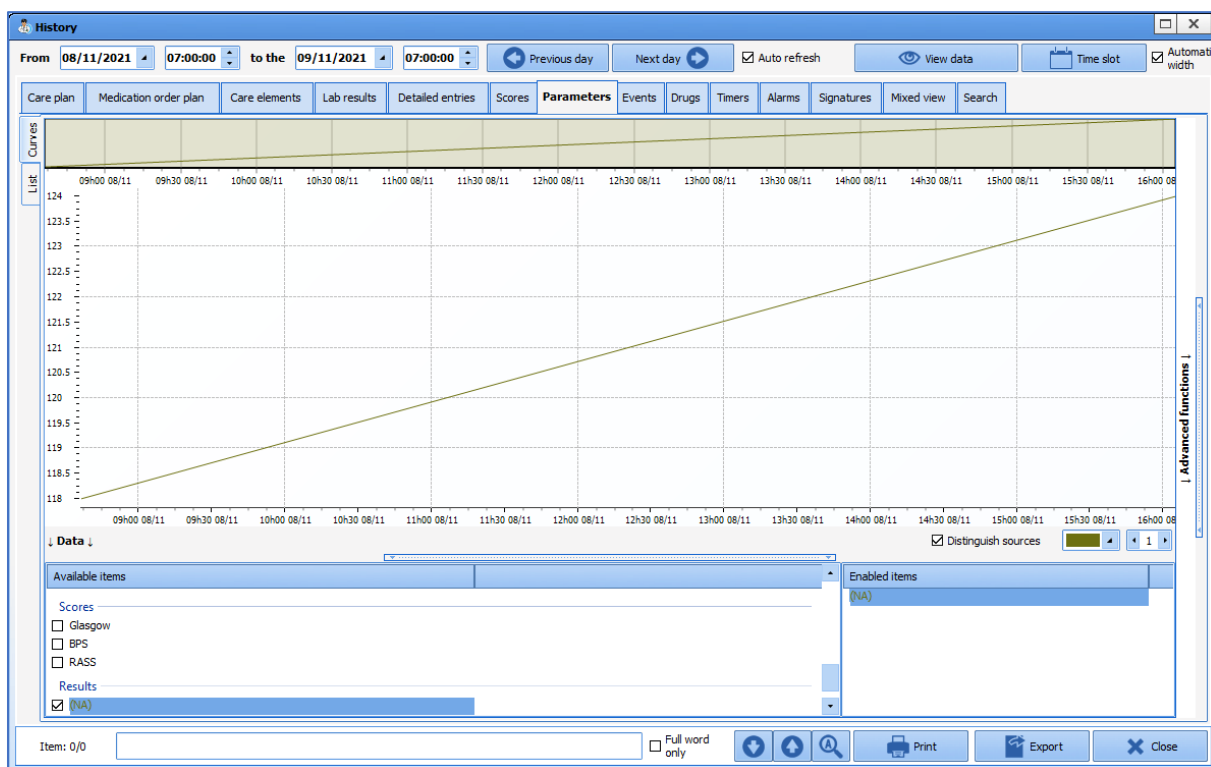 History
From 08/11/2021 07:00:00 to the 09/11/2021 07:00:00 Previous day Next day Auto refresh View data Time slot Automati
width
Care plan Medication order plan Care elements Lab results Detailed entries Scores Parameters Events Drugs Timers Alarms Signatures Mixed view Search
Curves
List
09h00 08/11 09h30 08/11 10h00 08/11 10h30 08/11 11h00 08/11 11h30 08/11 12h00 08/11 12h30 08/11 13h00 08/11 13h30 08/11 14h00 08/11 14h30 08/11 15h00 08/11 15h30 08/11 16h00 08
124
123.5
123
122.5
122
121.5
121
120.5
120
119.5
119
118.5
118
↓ Advanced functions ↓
09h00 08/11 09h30 08/11 10h00 08/11 10h30 08/11 11h00 08/11 11h30 08/11 12h00 08/11 12h30 08/11 13h00 08/11 13h30 08/11 14h00 08/11 14h30 08/11 15h00 08/11 15h30 08/11 16h00 08
↓ Data ↓ Distinguish sources 1
Available items Enabled items
(NA)
Scores
Glasgow
BPS
RASS
Results
(NA)
Item: 0/0 Full word
only Print Export Close